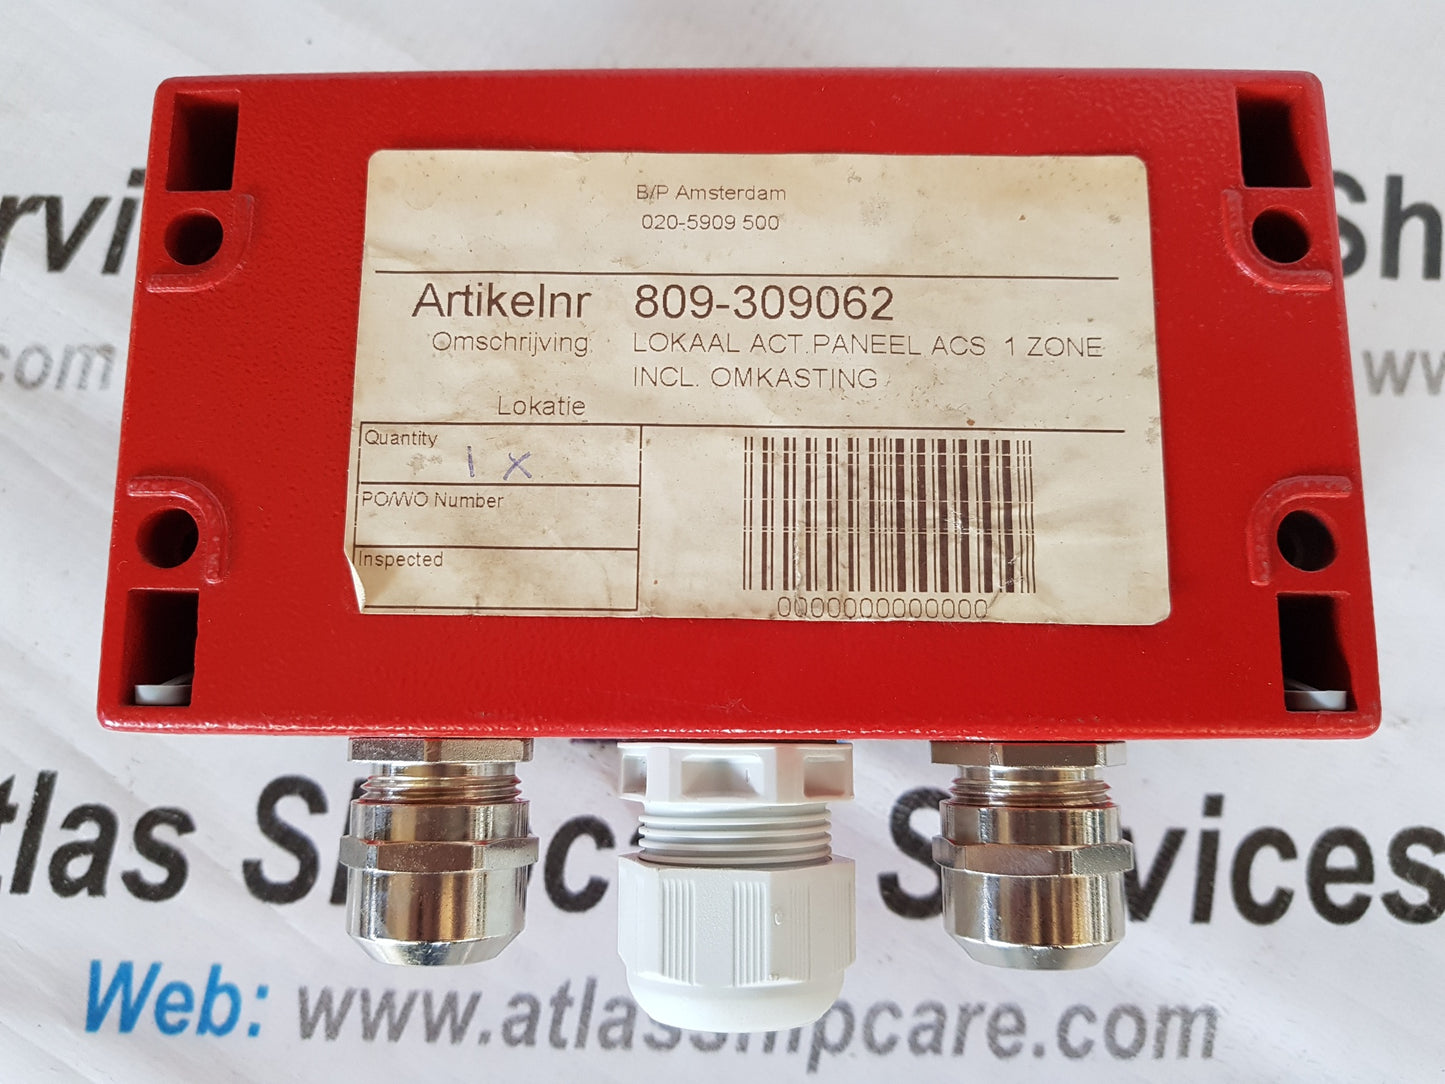 B/P Amsterdam
020-5909 500
Artikelnr 809-309062
Omschrijving LOKAAL ACT.PANEEL ACS 1 ZONE
INCL. OMKASTING
Lokatie
Quantity
1 x
PO/WO Number
Inspected
0000000000000
Web: www.atlasshipcare.com